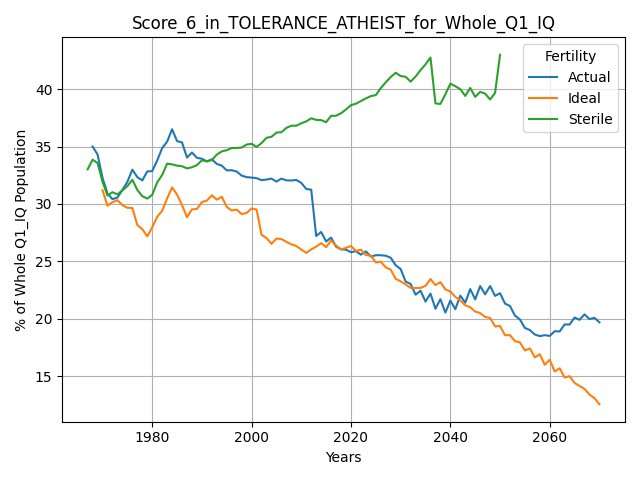 Score_6_in_TOLERANCE_ATHEIST_for_Whole_Q1_IQ
Fertility
Actual
Ideal
Sterile
% of Whole Q1_IQ Population
40
35
30
25
20
15
1980
2000
2020
2040
2060
Years